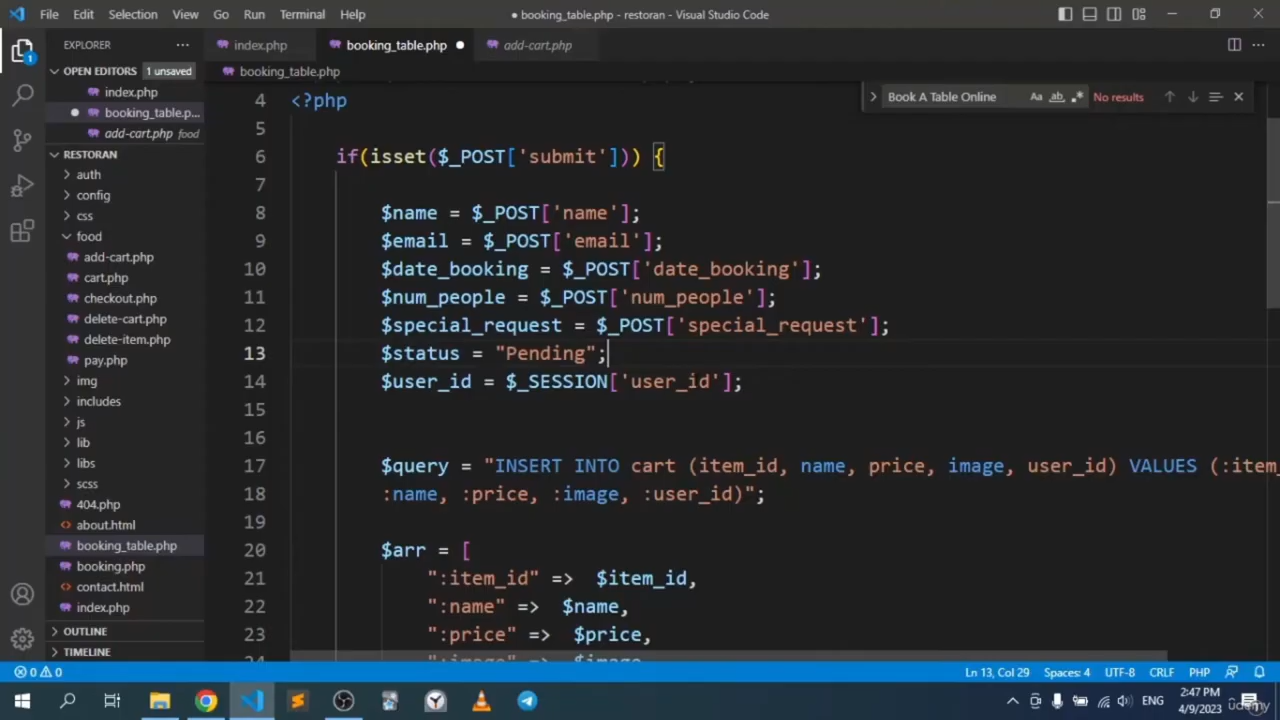 File Edit Selection View Go Run Terminal Help
● booking_table.php - restoran - Visual Studio Code
EXPLORER
index.php
booking_table.php
add-cart.php
OPEN EDITORS 1 unsaved
booking_table.php
index.php
booking_table.p...
add-cart.php food
Book A Table Online
Aa ab .*
No results
RESTORAN
auth
config
css
food
add-cart.php
cart.php
checkout.php
delete-cart.php
delete-item.php
pay.php
img
includes
js
lib
libs
scss
404.php
about.html
booking_table.php
booking.php
contact.html
index.php
OUTLINE
TIMELINE
4 <?php
5
6 if(isset($_POST['submit'])) {
7
8 $name = $_POST['name'];
9 $email = $_POST['email'];
10 $date_booking = $_POST['date_booking'];
11 $num_people = $_POST['num_people'];
12 $special_request = $_POST['special_request'];
13 $status = "Pending";
14 $user_id = $_SESSION['user_id'];
15
16
17 $query = "INSERT INTO cart (item_id, name, price, image, user_id) VALUES (:item_
18 :name, :price, :image, :user_id)";
19
20 $arr = [
21 ":item_id" => $item_id,
22 ":name" => $name,
23 ":price" => $price,
24 ":image" => $image,
0 0
Ln 13, Col 29 Spaces: 4 UTF-8 CRLF PHP
ENG
2:47 PM
4/9/2023
udemy